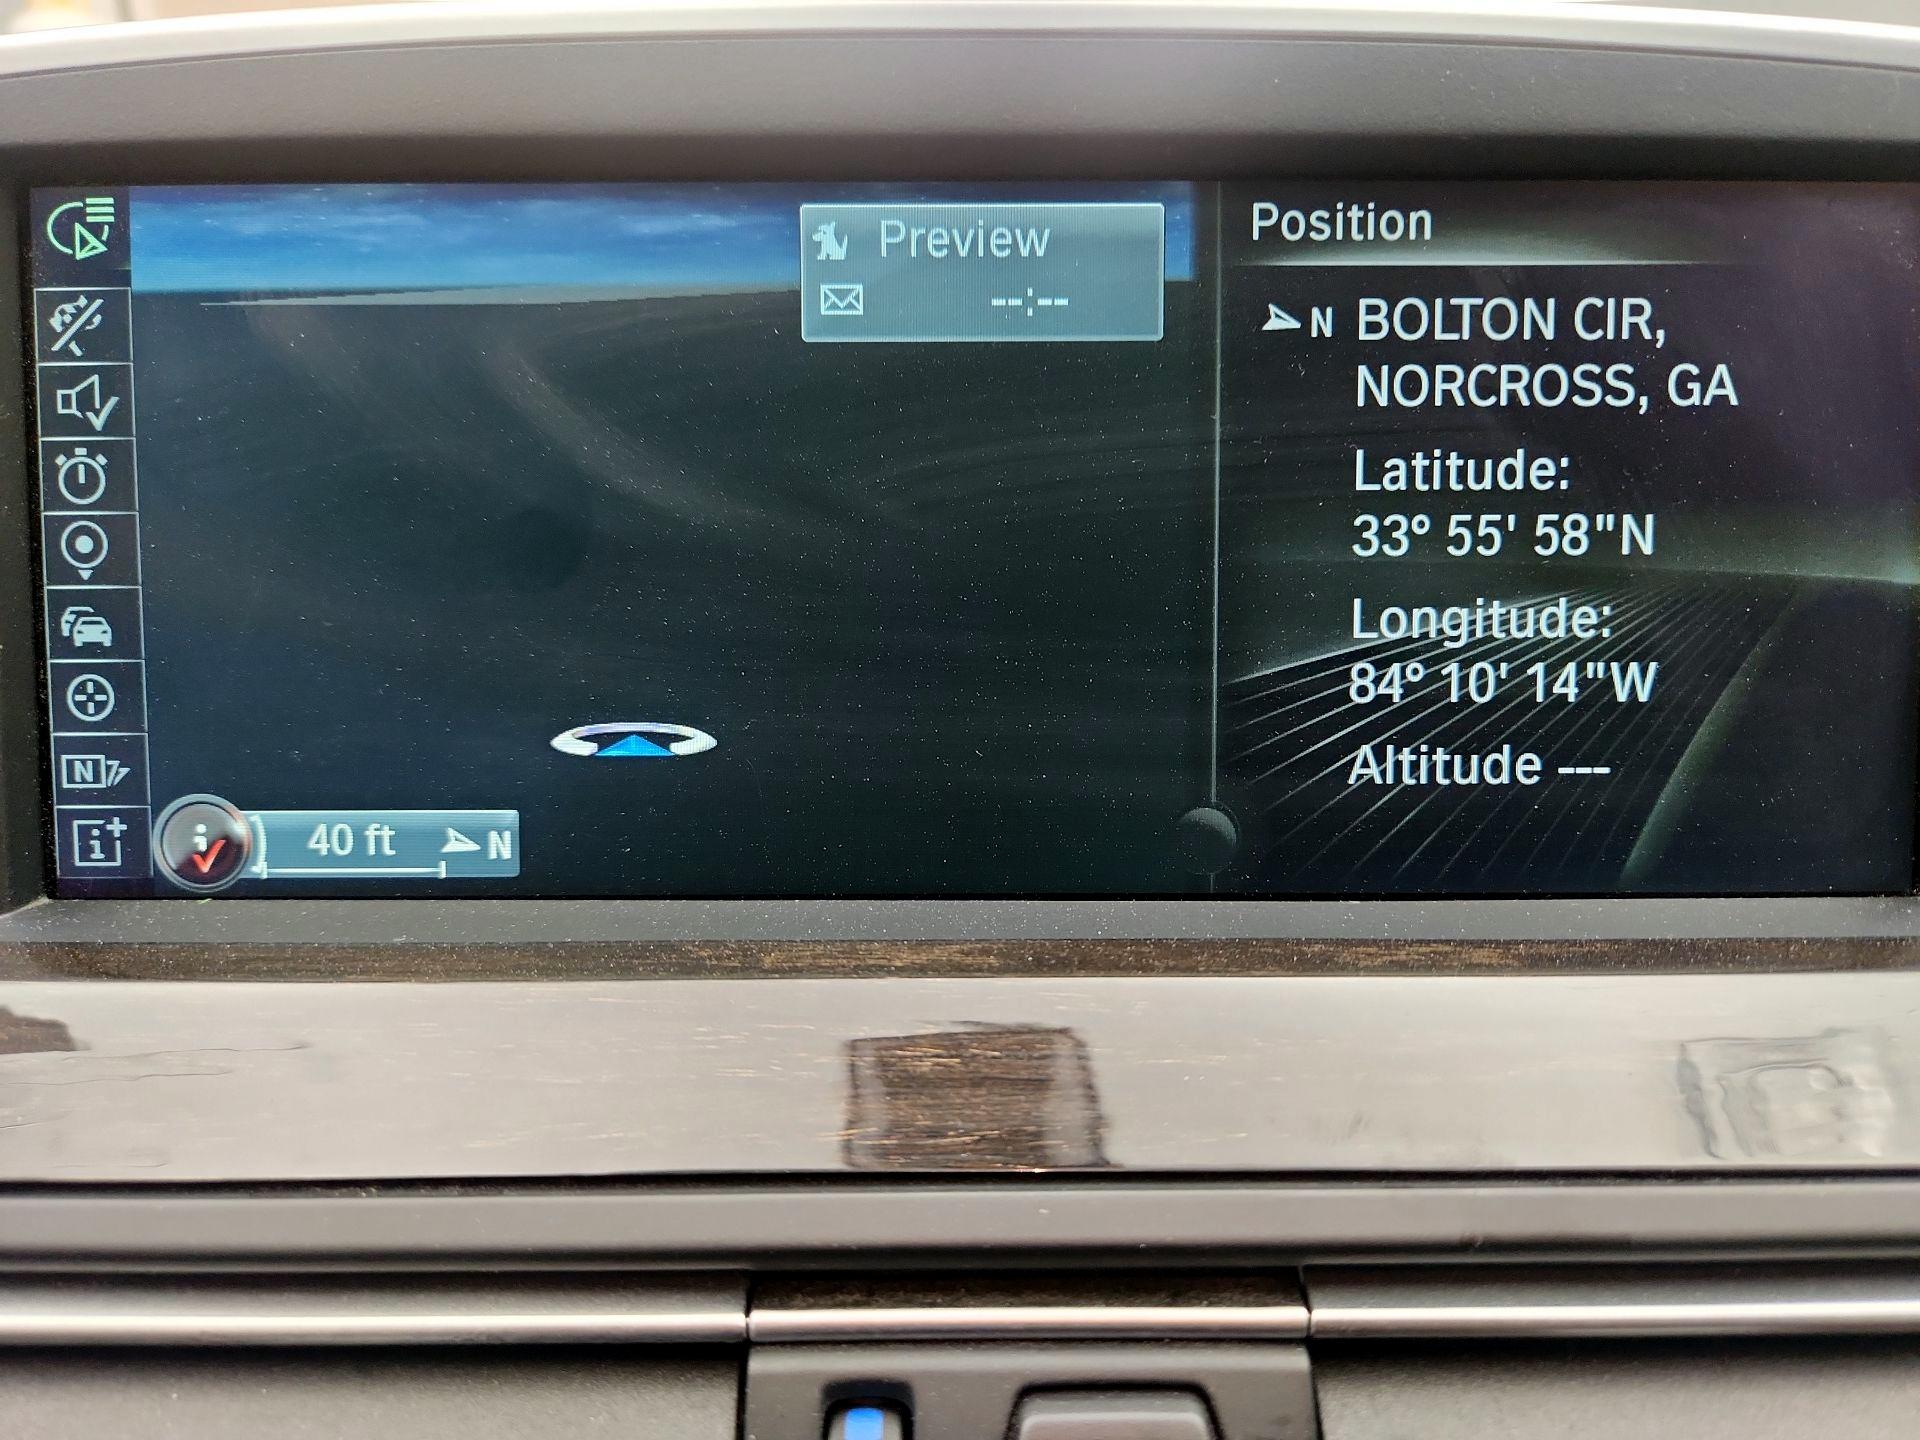 Preview
--:--
Position
N BOLTON CIR,
NORCROSS, GA
Latitude:
33° 55' 58"N
Longitude:
84° 10' 14"W
Altitude ---
N
i+
i
40 ft N